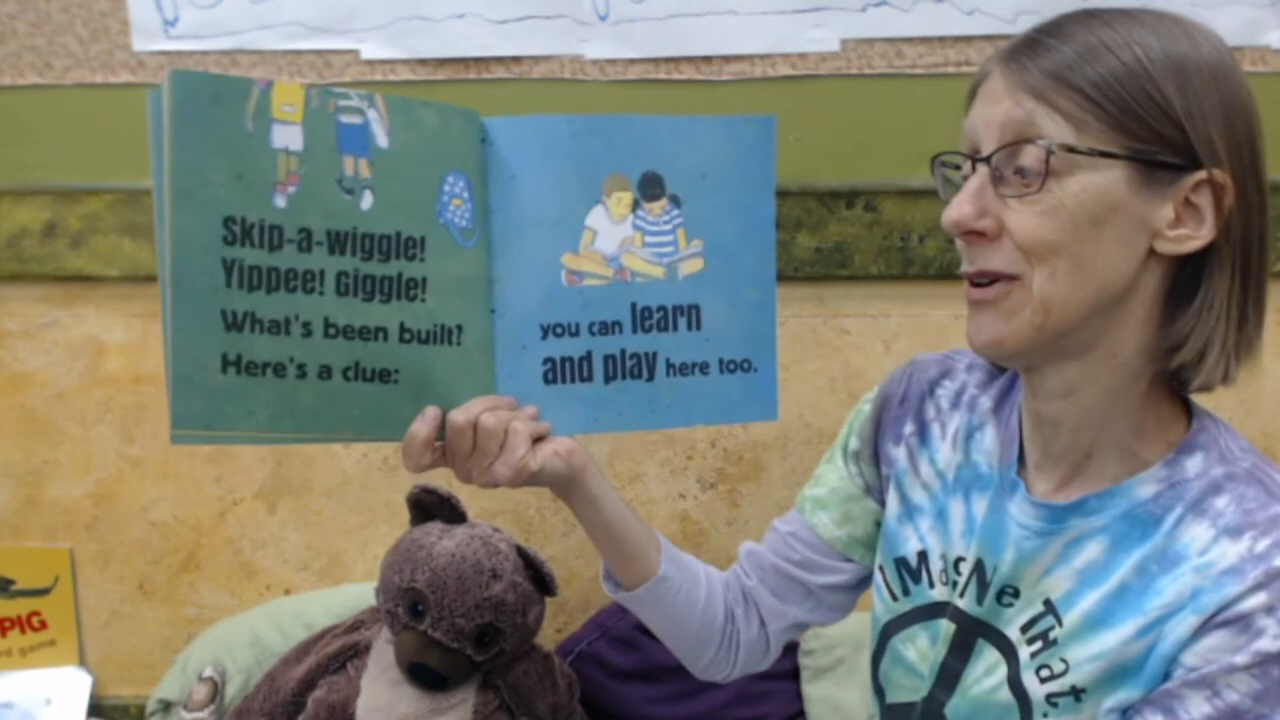 Skip-a-wiggle!
Yippee! Giggle!
What's been built?
Here's a clue:
you can learn
and play here too.
IMagiNe
THat.
PIG
rd game